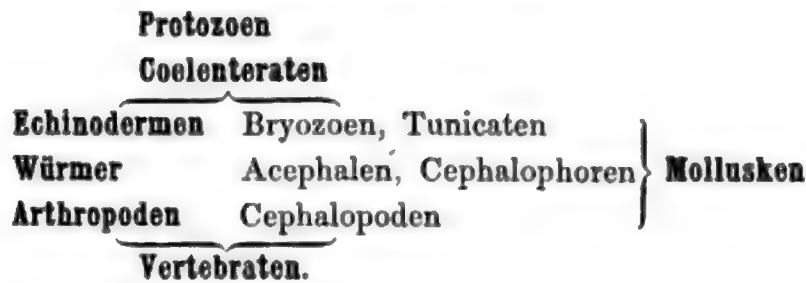 Protozoen
Coelenteraten
Echinodermen Bryozoen, Tunicaten
Würmer Acephalen, Cephalophoren } Mollusken
Arthropoden Cephalopoden
Vertebraten.